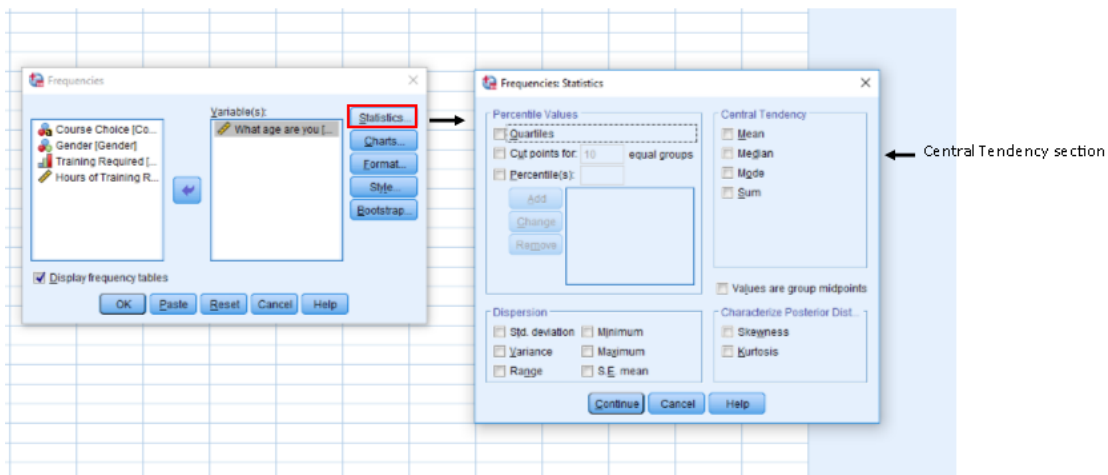 Frequencies
Variable(s):
Course Choice [Co...
Gender [Gender]
Training Required [...
Hours of Training R...
What age are you [...
Statistics...
Charts...
Format...
Style...
Bootstrap...
Display frequency tables
OK Paste Reset Cancel Help
Frequencies: Statistics
Percentile Values
Quartiles
Cut points for: 10 equal groups
Percentile(s):
Add
Change
Remove
Central Tendency
Mean
Median
Mode
Sum
Values are group midpoints
Dispersion
Std. deviation Minimum
Variance Maximum
Range S.E. mean
Characterize Posterior Dist...
Skewness
Kurtosis
Continue Cancel Help
Central Tendency section